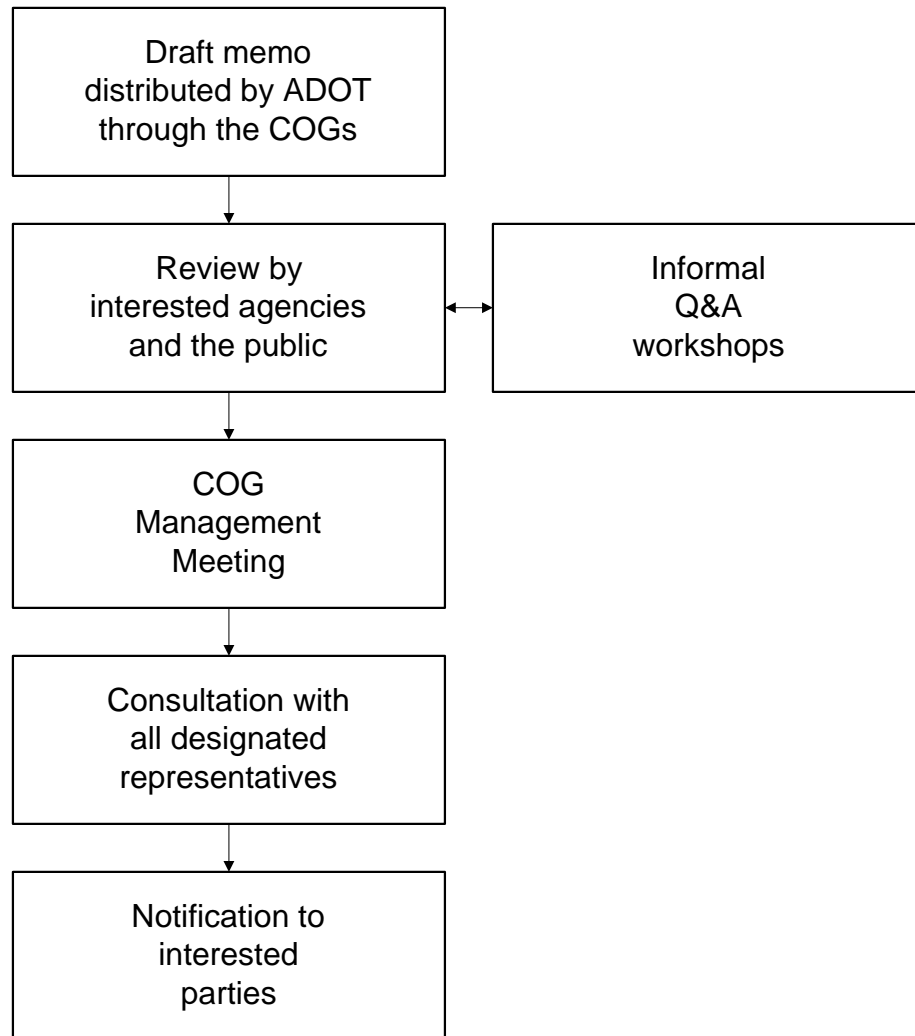 Draft memo
distributed by ADOT
through the COGs
Review by
interested agencies
and the public
Informal
Q&A
workshops
COG
Management
Meeting
Consultation with
all designated
representatives
Notification to
interested
parties